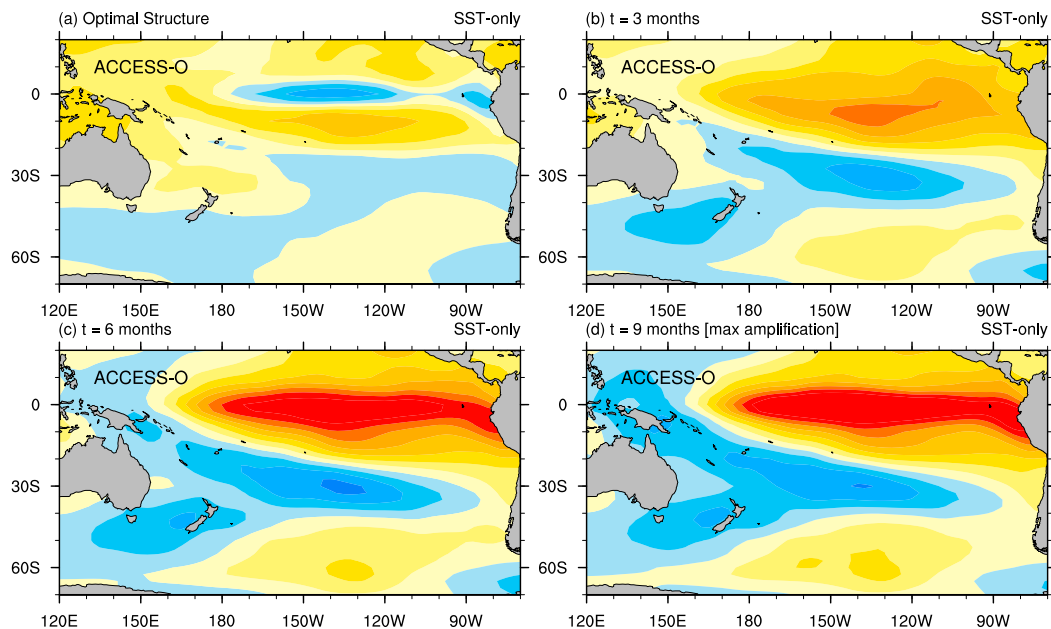 (a) Optimal Structure SST-only
ACCESS-O
0
30S
60S
120E 150E 180 150W 120W 90W
(b) t = 3 months SST-only
ACCESS-O
0
30S
60S
120E 150E 180 150W 120W 90W
(c) t = 6 months SST-only
ACCESS-O
0
30S
60S
120E 150E 180 150W 120W 90W
(d) t = 9 months [max amplification] SST-only
ACCESS-O
0
30S
60S
120E 150E 180 150W 120W 90W